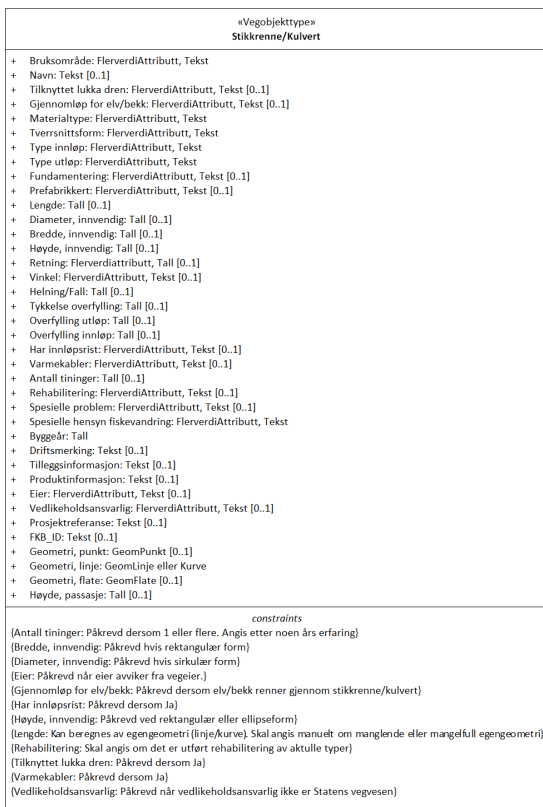 «Vegobjekttype»
Stikkrenne/Kulvert
+ Bruksområde: FlerverdiAttributt, Tekst
+ Navn: Tekst [0..1]
+ Tilknyttet lukka dren: FlerverdiAttributt, Tekst [0..1]
+ Gjennomløp for elv/bekk: FlerverdiAttributt, Tekst [0..1]
+ Materialtype: FlerverdiAttributt, Tekst
+ Tverrsnittsform: FlerverdiAttributt, Tekst
+ Type innløp: FlerverdiAttributt, Tekst
+ Type utløp: FlerverdiAttributt, Tekst
+ Fundamentering: FlerverdiAttributt, Tekst [0..1]
+ Prefabrikkert: FlerverdiAttributt, Tekst [0..1]
+ Lengde: Tall [0..1]
+ Diameter, innvendig: Tall [0..1]
+ Bredde, innvendig: Tall [0..1]
+ Høyde, innvendig: Tall [0..1]
+ Retning: Flerverdiattributt, Tall [0..1]
+ Vinkel: FlerverdiAttributt, Tekst [0..1]
+ Helning/Fall: Tall [0..1]
+ Tykkelse overfylling: Tall [0..1]
+ Overfylling utløp: Tall [0..1]
+ Overfylling innløp: Tall [0..1]
+ Har innløpsrist: FlerverdiAttributt, Tekst [0..1]
+ Varmekabler: FlerverdiAttributt, Tekst [0..1]
+ Antall tininger: Tall [0..1]
+ Rehabilitering: FlerverdiAttributt, Tekst [0..1]
+ Spesielle problem: FlerverdiAttributt, Tekst [0..1]
+ Spesielle hensyn fiskevandring: FlerverdiAttributt, Tekst
+ Byggeår: Tall
+ Driftsmerking: Tekst [0..1]
+ Tilleggsinformasjon: Tekst [0..1]
+ Produktinformasjon: Tekst [0..1]
+ Eier: FlerverdiAttributt, Tekst [0..1]
+ Vedlikeholdsansvarlig: FlerverdiAttributt, Tekst [0..1]
+ Prosjektreferanse: Tekst [0..1]
+ FKB_ID: Tekst [0..1]
+ Geometri, punkt: GeomPunkt [0..1]
+ Geometri, linje: GeomLinje eller Kurve
+ Geometri, flate: GeomFlate [0..1]
+ Høyde, passasje: Tall [0..1]
constraints
{Antall tininger: Påkrevd dersom 1 eller flere. Angis etter noen års erfaring}
{Bredde, innvendig: Påkrevd hvis rektangulær form}
{Diameter, innvendig: Påkrevd hvis sirkulær form}
{Eier: Påkrevd når eier avviker fra vegeier.}
{Gjennomløp for elv/bekk: Påkrevd dersom elv/bekk renner gjennom stikkrenne/kulvert}
{Har innløpsrist: Påkrevd dersom Ja}
{Høyde, innvendig: Påkrevd ved rektangulær eller ellipseform}
{Lengde: Kan beregnes av egengeometri (linje/kurve). Skal angis manuelt om manglende eller mangelfull egengeometri}
{Rehabilitering: Skal angis om det er utført rehabilitering av aktulle typer}
{Tilknyttet lukka dren: Påkrevd dersom Ja}
{Varmekabler: Påkrevd dersom Ja}
{Vedlikeholdsansvarlig: Påkrevd når vedlikeholdsansvarlig ikke er Statens vegvesen}